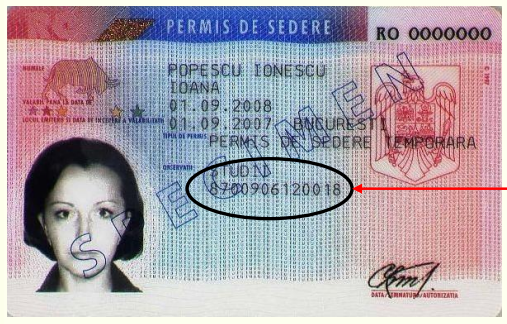 PERMIS DE SEDERE
RO 0000000
NUMELE
POPESCU IONESCU
IOANA
VALABIL PANA LA DATA DE
01.09.2008
LOCUL EMITERII SI DATA DE INCEPERE A VALABILITATII
01.09.2007, BUCURESTI
TIPUL DE PERMIS
PERMIS DE SEDERE TEMPORARA
OBSERVATII
STUDII
8700906120018
SPECIMEN
DATA/SEMNATURA/AUTORIZATIA